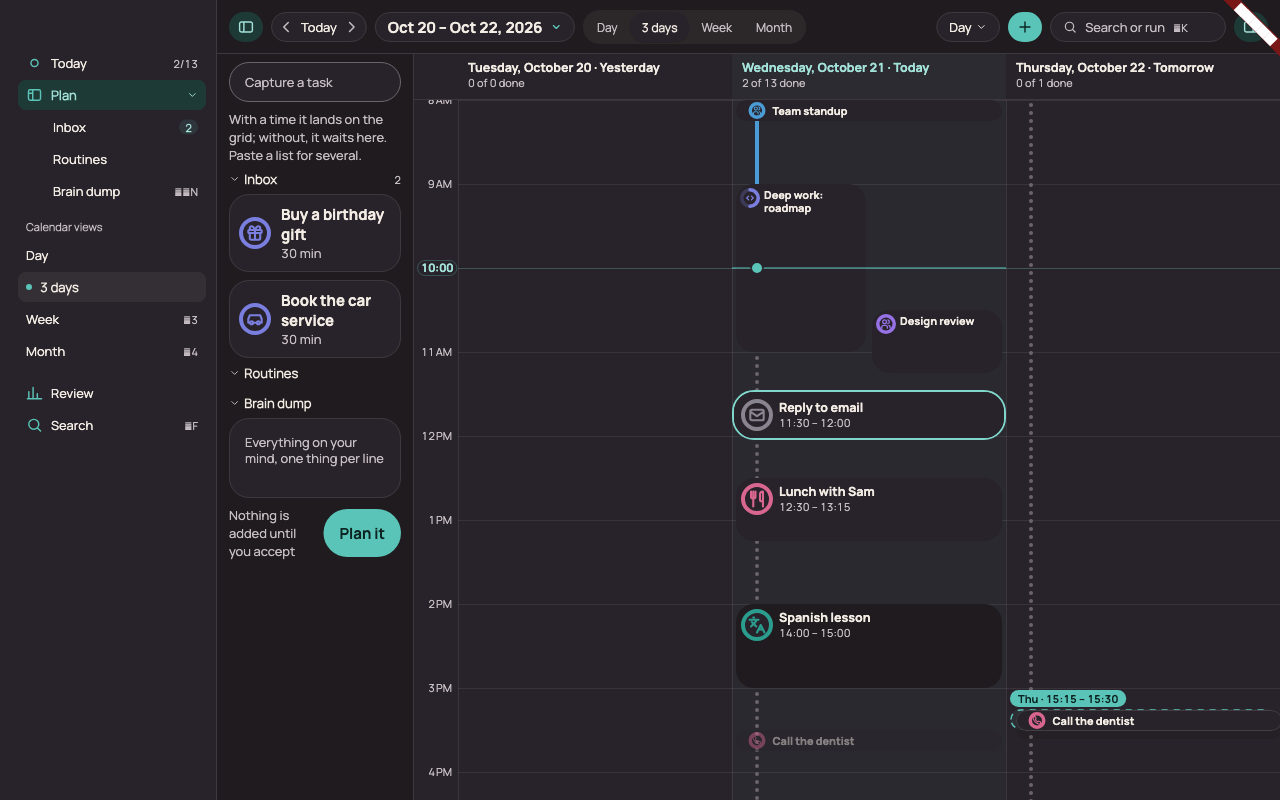 Today
Oct 20 – Oct 22, 2026
Day
3 days
Week
Month
Day
Search or run
K
Today
2/13
Plan
Inbox
2
Routines
Brain dump
N
Calendar views
Day
3 days
Week
3
Month
4
Review
Search
F
Capture a task
With a time it lands on the
grid; without, it waits here.
Paste a list for several.
Inbox
2
Buy a birthday
gift
30 min
Book the car
service
30 min
Routines
Brain dump
Everything on your
mind, one thing per line
Nothing is
added until
you accept
Plan it
Tuesday, October 20 · Yesterday
0 of 0 done
Wednesday, October 21 · Today
2 of 13 done
Thursday, October 22 · Tomorrow
0 of 1 done
8 AM
Team standup
9 AM
Deep work:
roadmap
10:00
Design review
11 AM
Reply to email
11:30 – 12:00
12 PM
Lunch with Sam
12:30 – 13:15
1 PM
2 PM
Spanish lesson
14:00 – 15:00
3 PM
Thu · 15:15 – 15:30
Call the dentist
Call the dentist
4 PM